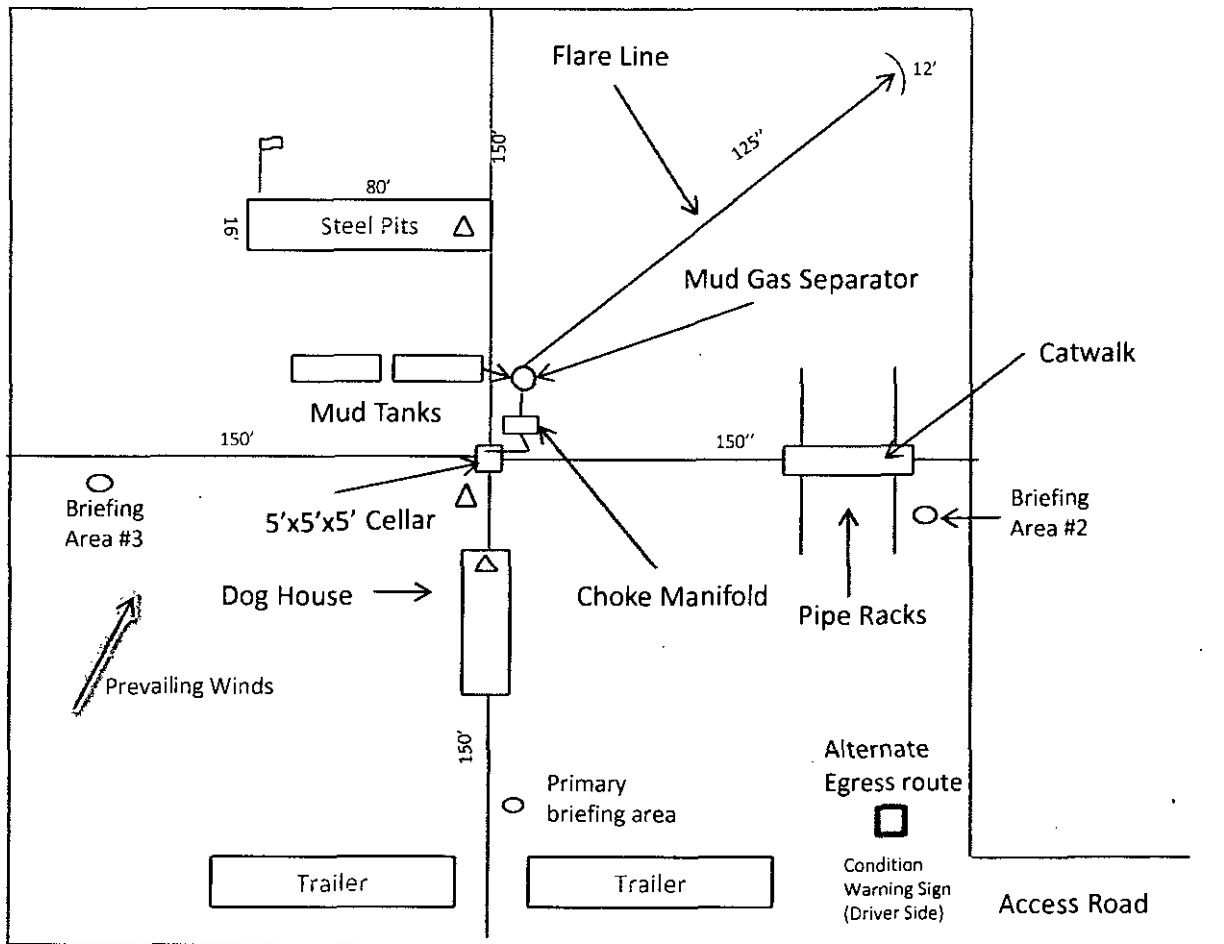 Flare Line
12'
150'
125''
80'
16'
Steel Pits
Mud Gas Separator
Catwalk
Mud Tanks
150'
150''
Briefing
Area #3
5'x5'x5' Cellar
Briefing
Area #2
Dog House
Choke Manifold
Pipe Racks
Prevailing Winds
150'
Alternate
Egress route
Primary
briefing area
Trailer
Trailer
Condition
Warning Sign
(Driver Side)
Access Road